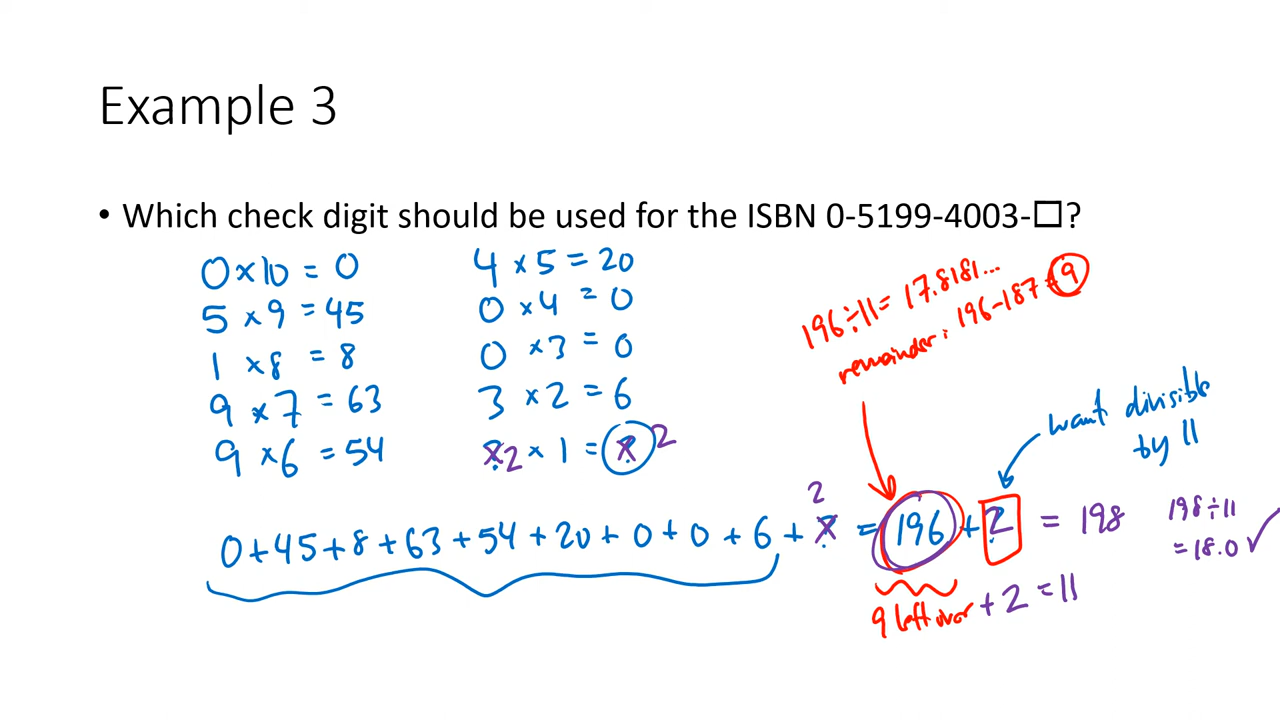 Example 3
• Which check digit should be used for the ISBN 0-5199-4003-□?
0 × 10 = 0
5 × 9 = 45
1 × 8 = 8
9 × 7 = 63
9 × 6 = 54
4 × 5 = 20
0 × 4 = 0
0 × 3 = 0
3 × 2 = 6
? 2 × 1 = ? 2
196 ÷ 11 = 17.8181...
remainder: 196 - 187 = 9
want divisible
by 11
0 + 45 + 8 + 63 + 54 + 20 + 0 + 0 + 6 + ? 2 = 196 + 2 = 198
198 ÷ 11
= 18.0 ✓
9 left over + 2 = 11